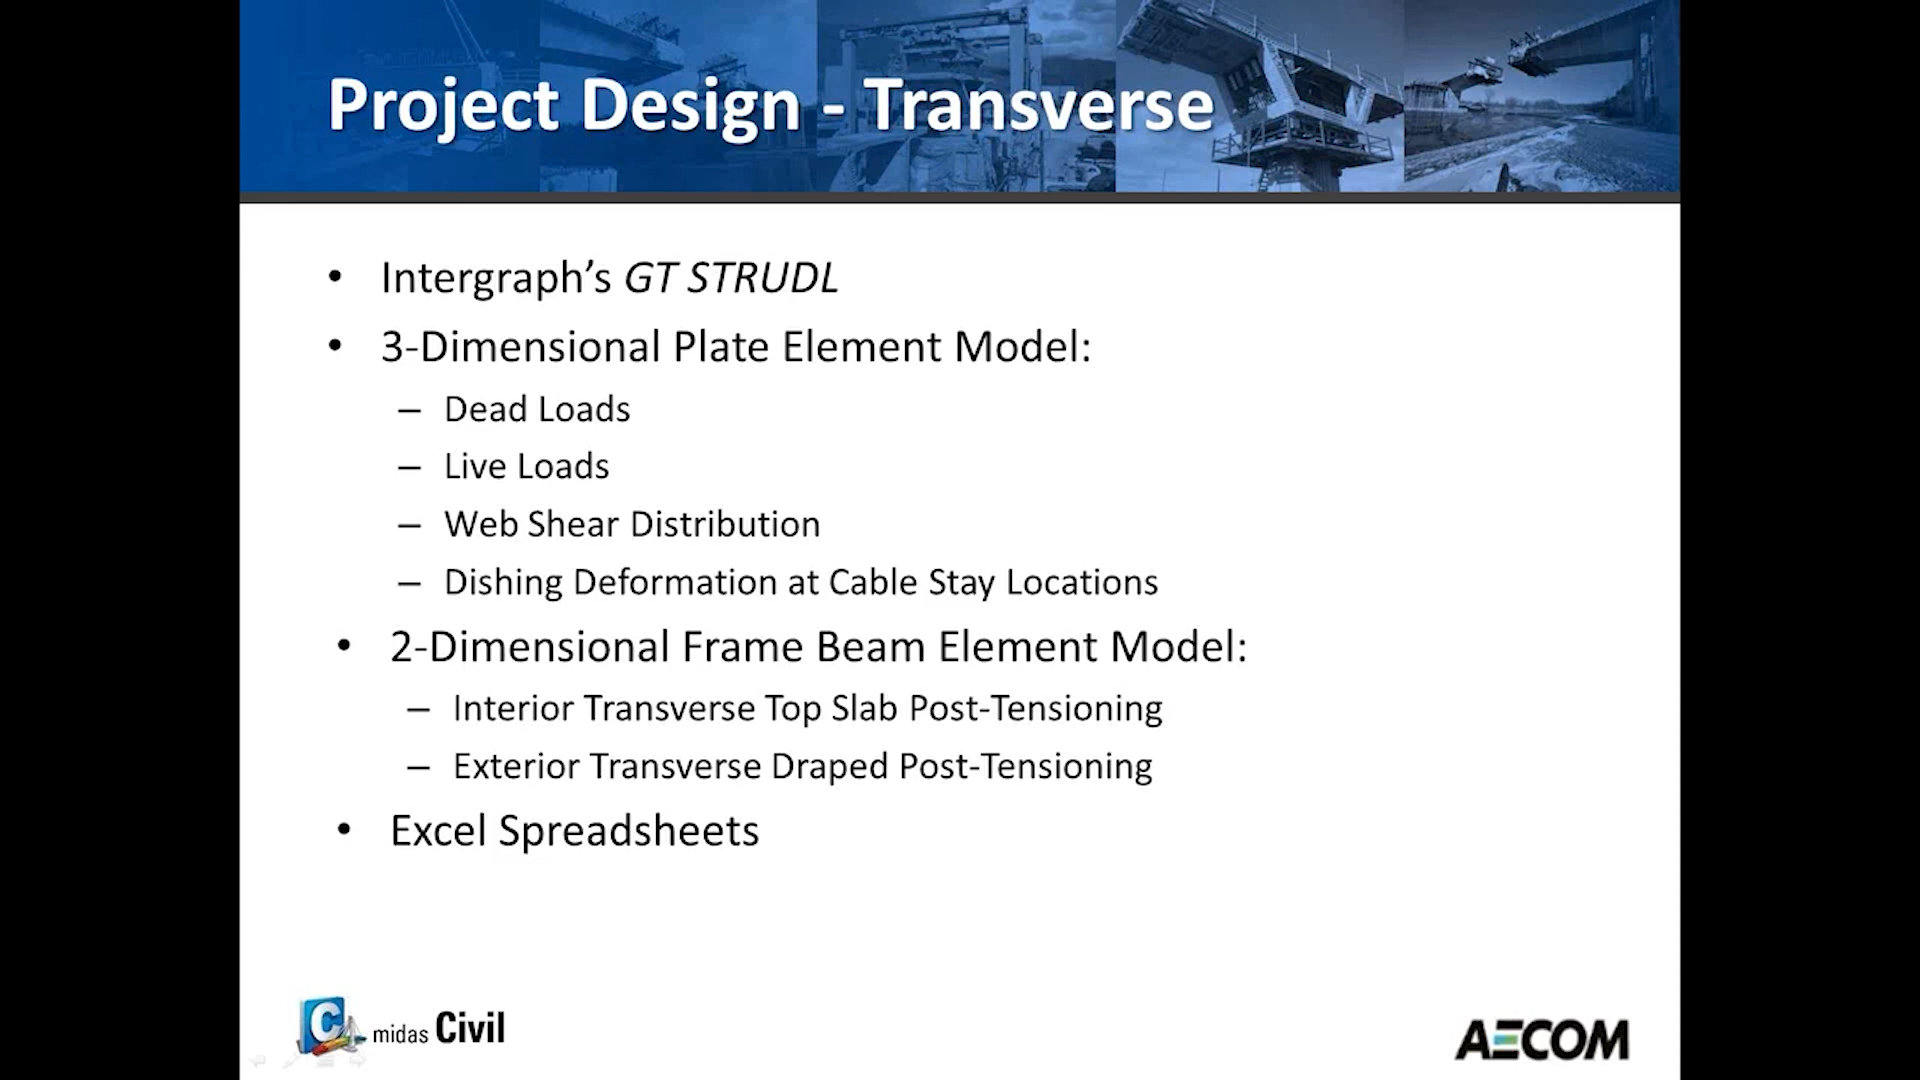 Project Design - Transverse
• Intergraph’s GT STRUDL
• 3-Dimensional Plate Element Model:
– Dead Loads
– Live Loads
– Web Shear Distribution
– Dishing Deformation at Cable Stay Locations
• 2-Dimensional Frame Beam Element Model:
– Interior Transverse Top Slab Post-Tensioning
– Exterior Transverse Draped Post-Tensioning
• Excel Spreadsheets
C midas Civil
AECOM